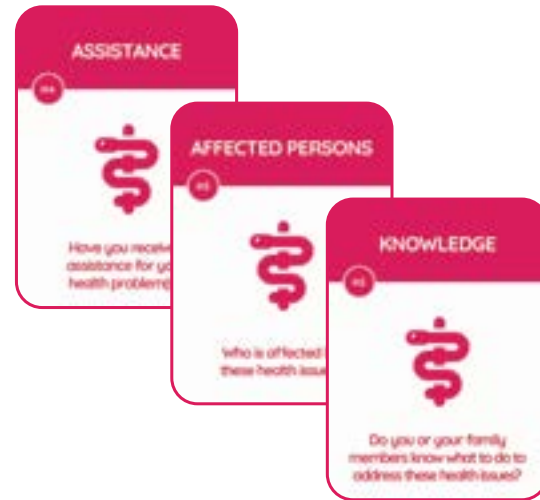 ASSISTANCE
Have you receive
assistance for yo
health problem
AFFECTED PERSONS
Who is affected
these health issue
KNOWLEDGE
Do you or your family
members know what to do to
address these health issues?